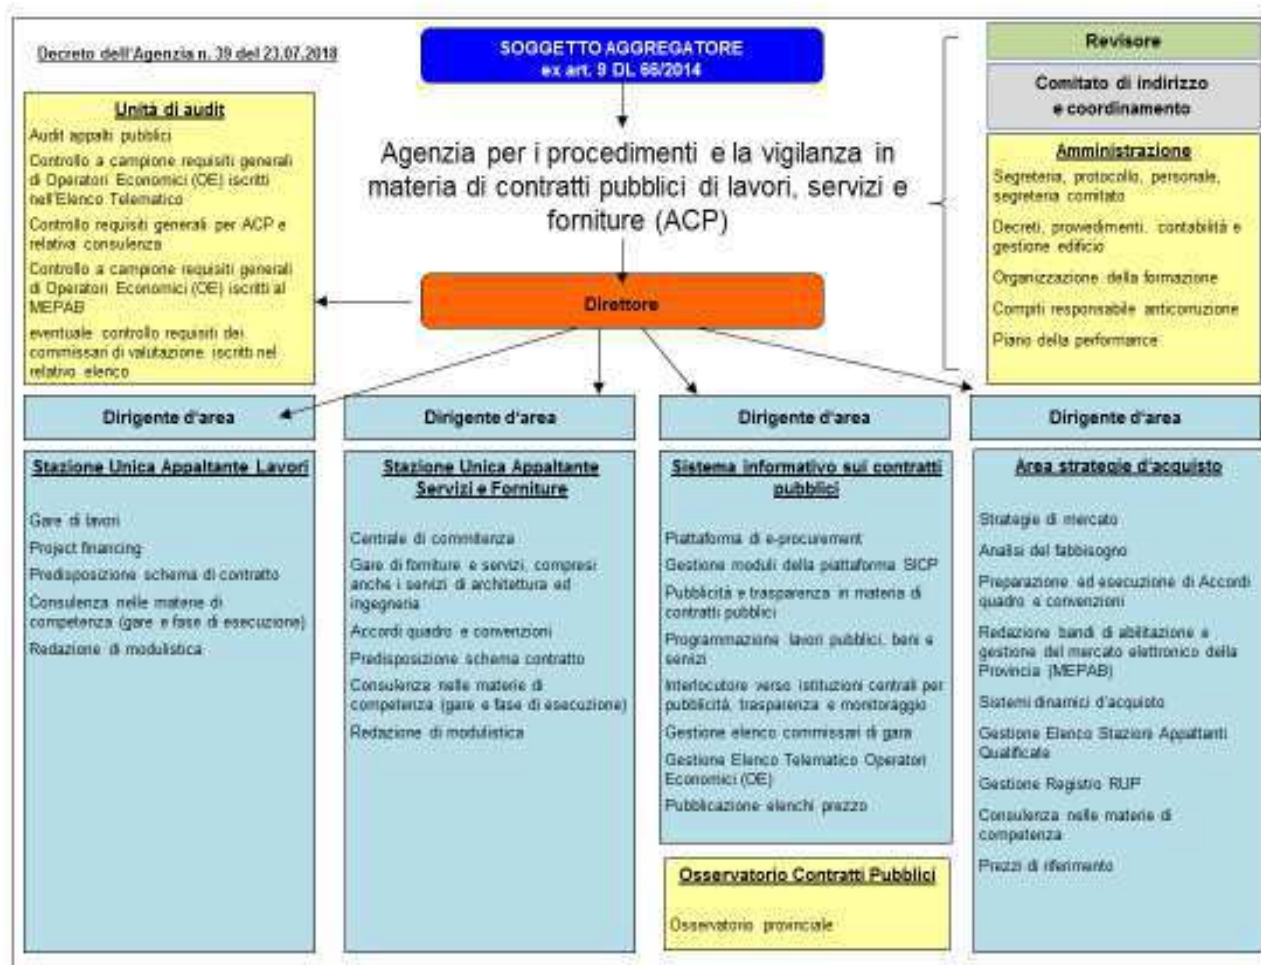 Decreto dell'Agenzia n. 39 del 23.07.2018
SOGGETTO AGGREGATORE
ex art. 9 DL 66/2014
Agenzia per i procedimenti e la vigilanza in
materia di contratti pubblici di lavori, servizi e
forniture (ACP)
Direttore
Revisore
Comitato di indirizzo
e coordinamento
Amministrazione
Segreteria, protocollo, personale,
segreteria comitato
Decreti, provvedimenti, contabilità e
gestione edificio
Organizzazione della formazione
Compiti responsabile anticorruzione
Piano della performance
Unità di audit
Audit appalti pubblici
Controllo a campione requisiti generali
di Operatori Economici (OE) iscritti
nell'Elenco Telematico
Controllo requisiti generali per ACP e
relativa consulenza
Controllo a campione requisiti generali
di Operatori Economici (OE) iscritti al
MEPAB
eventuale controllo requisiti dei
commissari di valutazione iscritti nel
relativo elenco
Dirigente d'area
Stazione Unica Appaltante Lavori
Gare di lavori
Project financing
Predisposizione schema di contratto
Consulenza nelle materie di
competenza (gare e fase di esecuzione)
Redazione di modulistica
Dirigente d'area
Stazione Unica Appaltante
Servizi e Forniture
Centrale di committenza
Gare di forniture e servizi, compresi
anche i servizi di architettura ed
ingegneria
Accordi quadro e convenzioni
Predisposizione schema contratto
Consulenza nelle materie di
competenza (gare e fase di esecuzione)
Redazione di modulistica
Dirigente d'area
Sistema informativo sui contratti
pubblici
Piattaforma di e-procurement
Gestione moduli della piattaforma SICP
Pubblicità e trasparenza in materia di
contratti pubblici
Programmazione lavori pubblici, beni e
servizi
Interlocutore verso istituzioni centrali per
pubblicità, trasparenza e monitoraggio
Gestione elenco commissari di gara
Gestione Elenco Telematico Operatori
Economici (OE)
Pubblicazione elenchi prezzo
Osservatorio Contratti Pubblici
Osservatorio provinciale
Dirigente d'area
Area strategie d'acquisto
Strategie di mercato
Analisi del fabbisogno
Preparazione ed esecuzione di Accordi
quadro e convenzioni
Redazione bandi di abilitazione e
gestione del mercato elettronico della
Provincia (MEPAB)
Sistemi dinamici d'acquisto
Gestione Elenco Stazioni Appaltanti
Qualificate
Gestione Registro RUP
Consulenza nelle materie di
competenza
Prezzi di riferimento